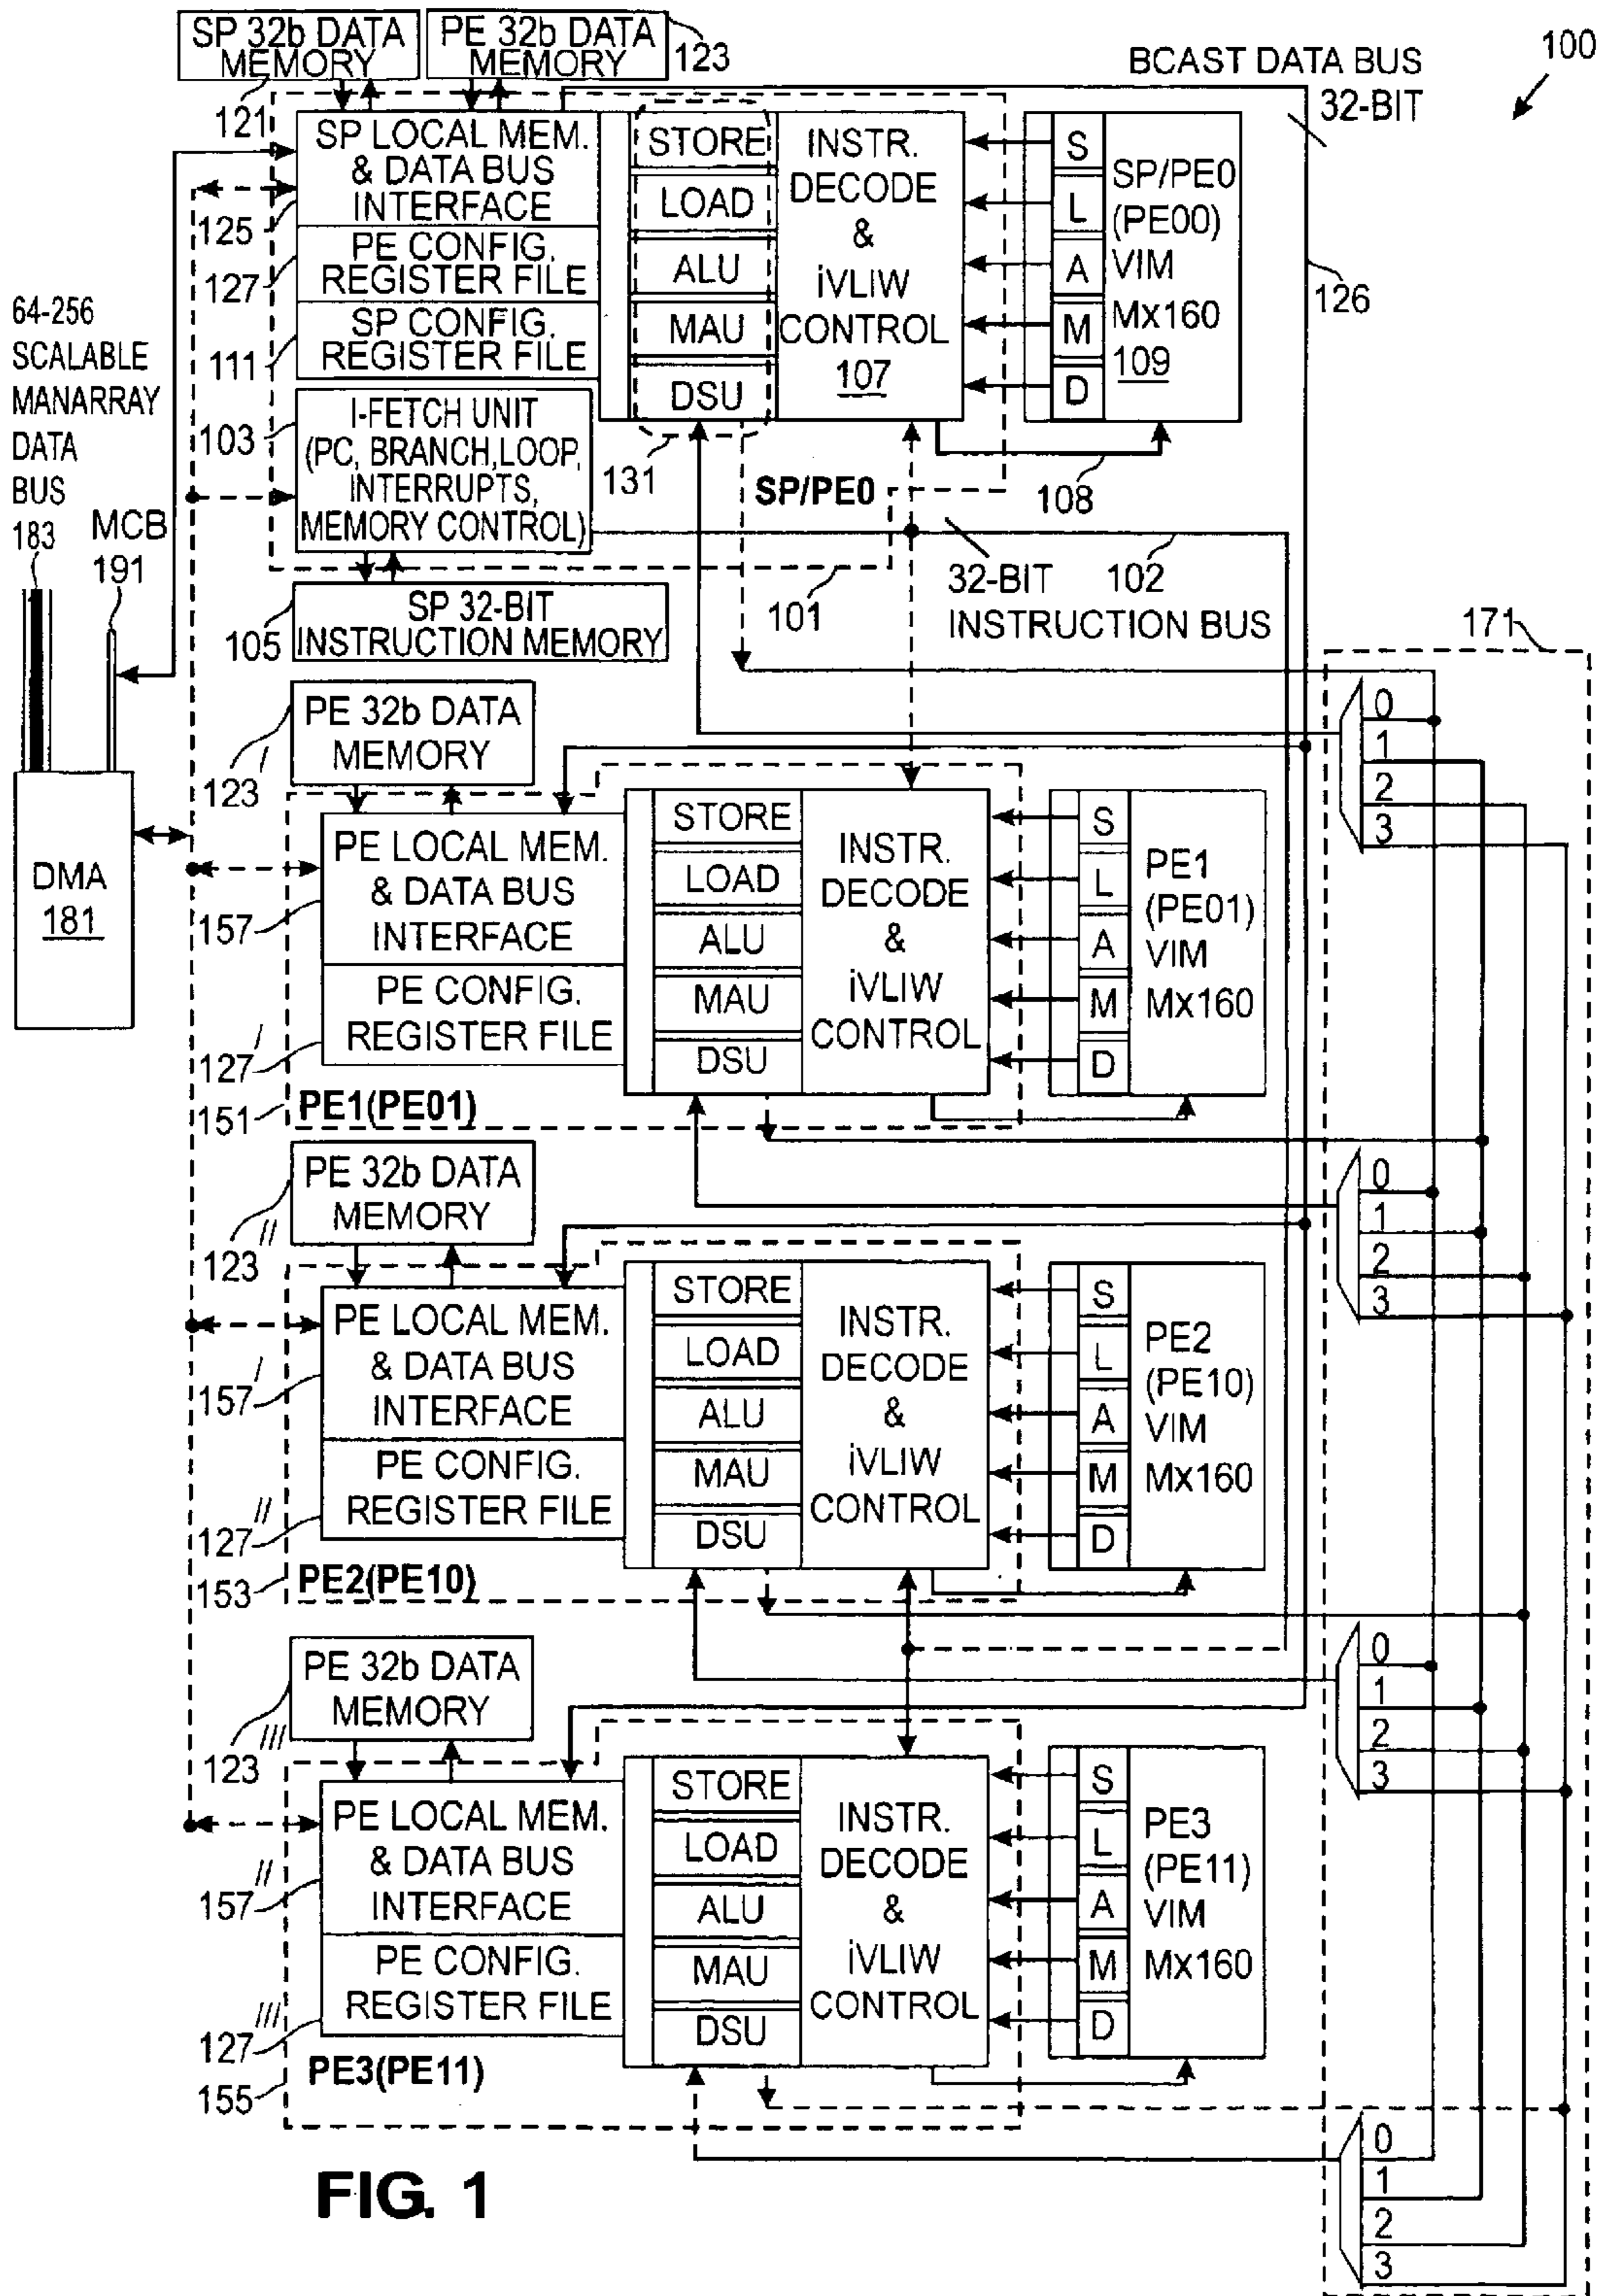 SP 32b DATA
MEMORY
121
PE 32b DATA
MEMORY
123
BCAST DATA BUS
32-BIT
100
SP LOCAL MEM.
& DATA BUS
INTERFACE
125
PE CONFIG.
REGISTER FILE
127
SP CONFIG.
REGISTER FILE
111
STORE
LOAD
ALU
MAU
DSU
131
INSTR.
DECODE
&
iVLIW
CONTROL
107
S
L
A
M
D
SP/PE0
(PE00)
VIM
Mx160
109
126
108
I-FETCH UNIT
(PC, BRANCH,LOOP,
INTERRUPTS,
MEMORY CONTROL)
103
SP/PE0
SP 32-BIT
INSTRUCTION MEMORY
105
101
32-BIT
INSTRUCTION BUS
102
64-256
SCALABLE
MANARRAY
DATA
BUS
183
MCB
191
DMA
181
171
0
1
2
3
PE 32b DATA
MEMORY
123'
PE LOCAL MEM.
& DATA BUS
INTERFACE
157
PE CONFIG.
REGISTER FILE
127'
151
PE1(PE01)
STORE
LOAD
ALU
MAU
DSU
INSTR.
DECODE
&
iVLIW
CONTROL
S
L
A
M
D
PE1
(PE01)
VIM
Mx160
0
1
2
3
PE 32b DATA
MEMORY
123''
PE LOCAL MEM.
& DATA BUS
INTERFACE
157'
PE CONFIG.
REGISTER FILE
127''
153
PE2(PE10)
STORE
LOAD
ALU
MAU
DSU
INSTR.
DECODE
&
iVLIW
CONTROL
S
L
A
M
D
PE2
(PE10)
VIM
Mx160
0
1
2
3
PE 32b DATA
MEMORY
123'''
PE LOCAL MEM.
& DATA BUS
INTERFACE
157''
PE CONFIG.
REGISTER FILE
127'''
155
PE3(PE11)
STORE
LOAD
ALU
MAU
DSU
INSTR.
DECODE
&
iVLIW
CONTROL
S
L
A
M
D
PE3
(PE11)
VIM
Mx160
0
1
2
3
FIG. 1